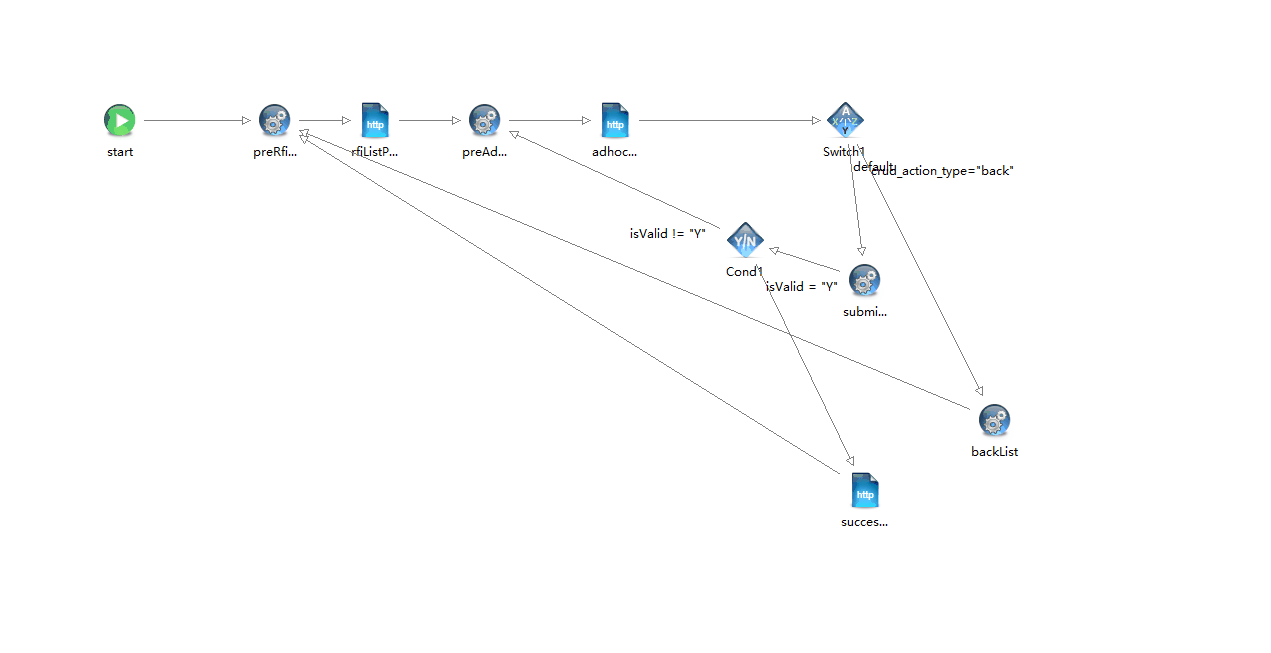 http
http
A
X Z
Y
start
preRfi...
rfiListP...
preAd...
adhoc...
Switch1
default
crud_action_type="back"
isValid != "Y"
Y/N
Cond1
isValid = "Y"
submi...
backList
http
succes...